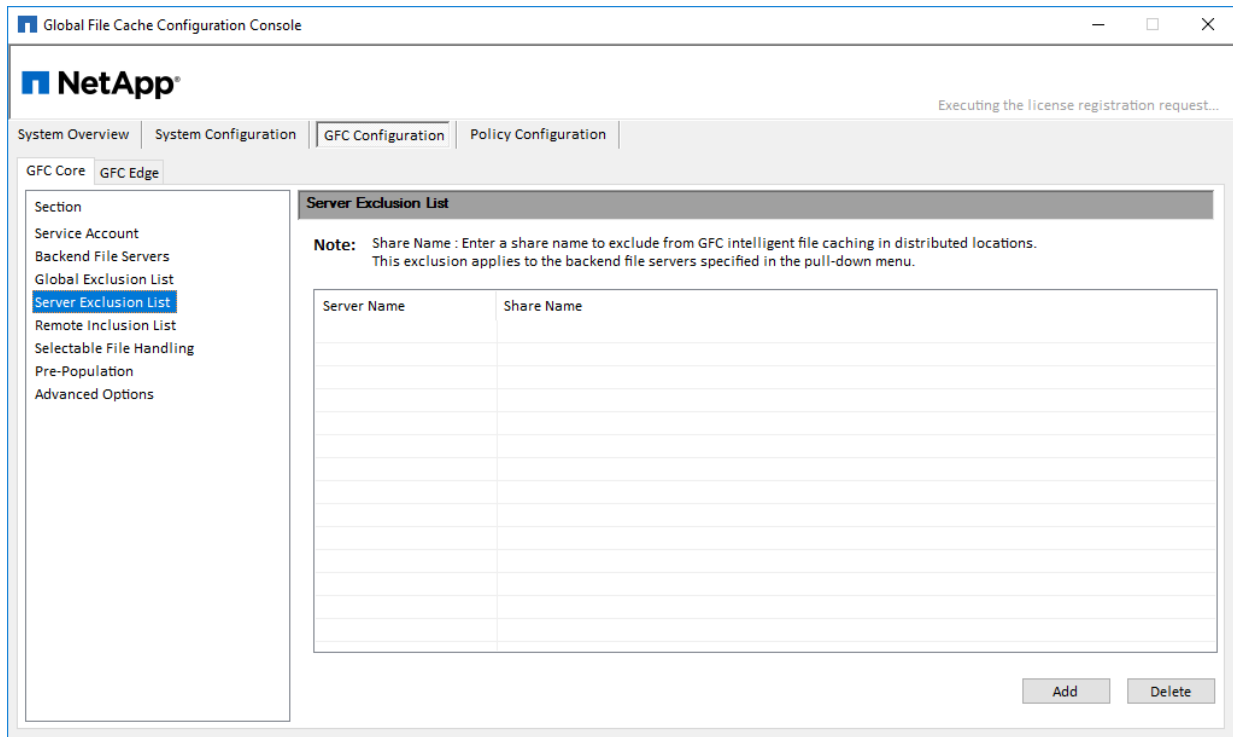 Global File Cache Configuration Console
NetApp®
Executing the license registration request...
System Overview
System Configuration
GFC Configuration
Policy Configuration
GFC Core
GFC Edge
Section
Service Account
Backend File Servers
Global Exclusion List
Server Exclusion List
Remote Inclusion List
Selectable File Handling
Pre-Population
Advanced Options
Server Exclusion List
Note: Share Name : Enter a share name to exclude from GFC intelligent file caching in distributed locations.
This exclusion applies to the backend file servers specified in the pull-down menu.
Server Name
Share Name
Add
Delete